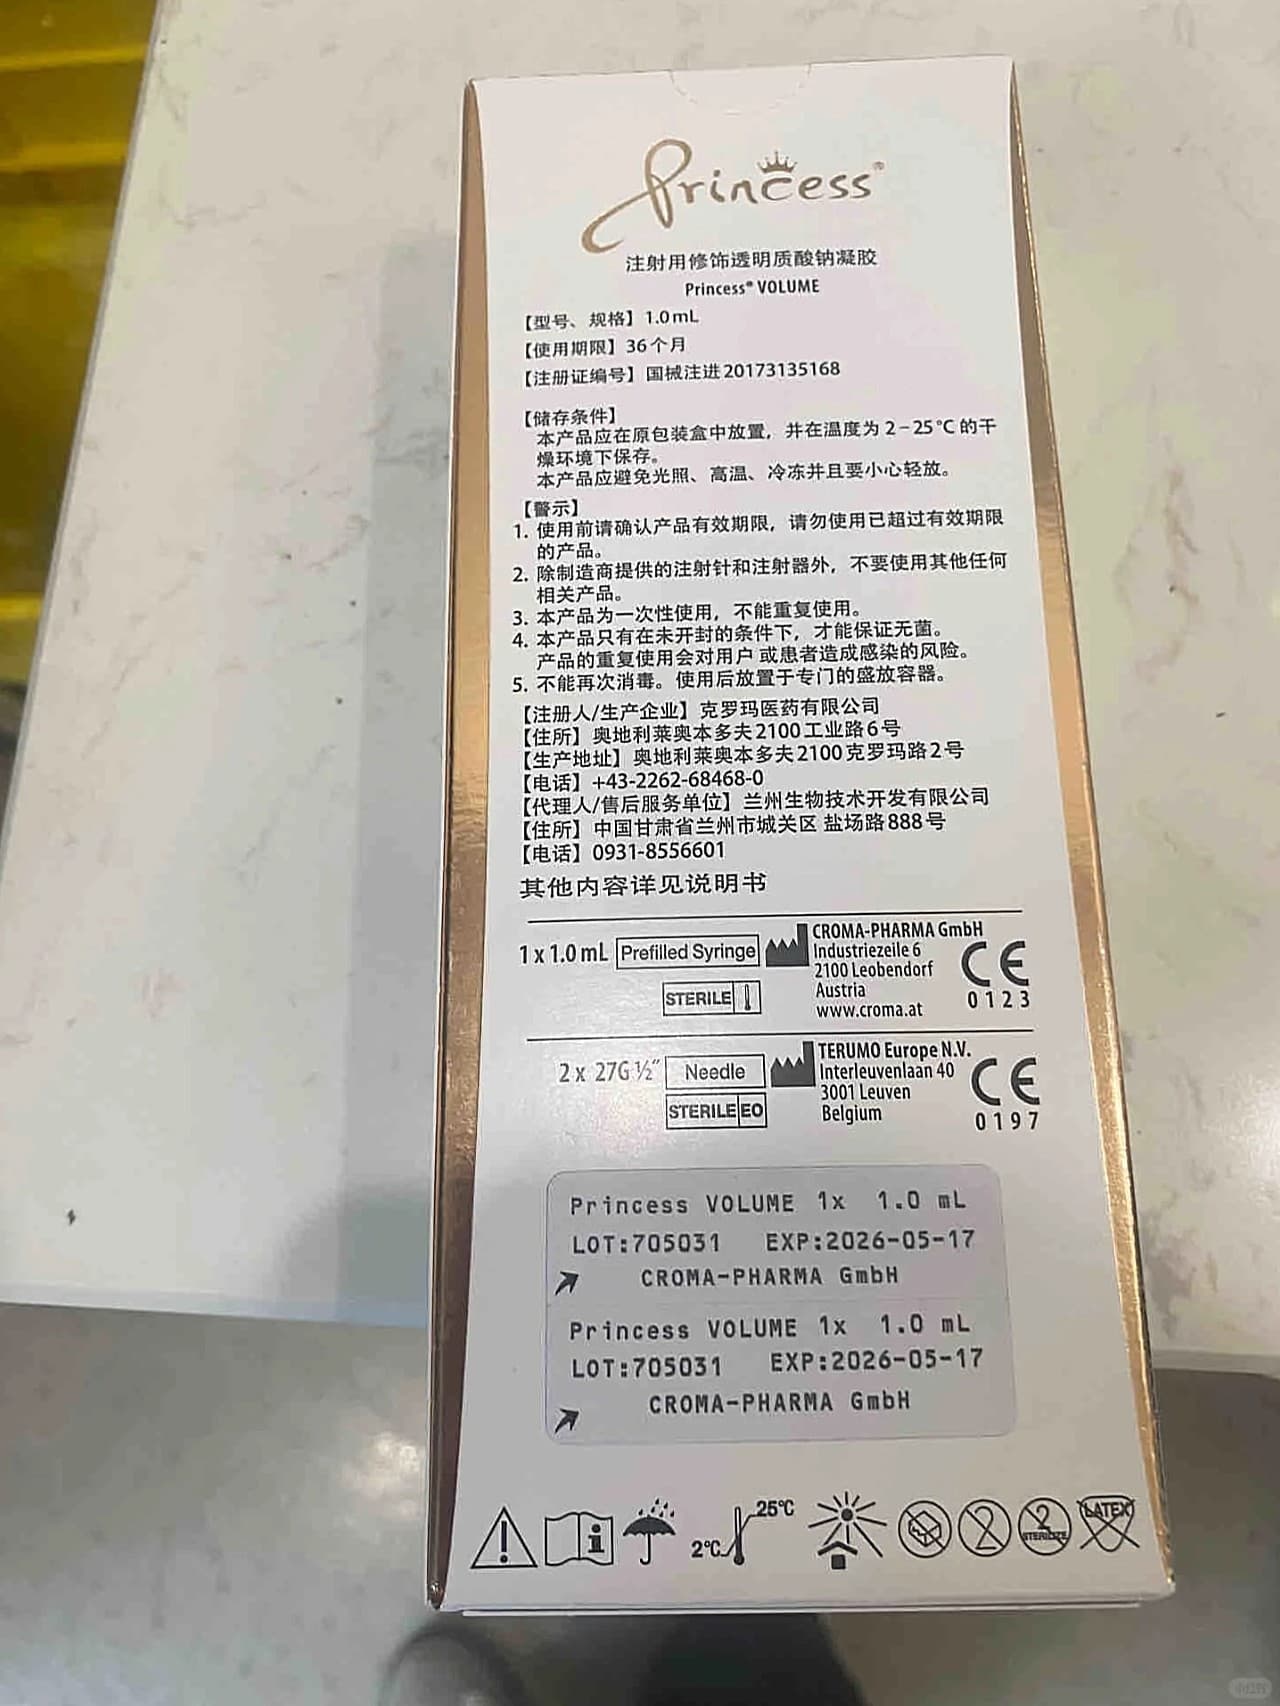 Princess®
注射用修饰透明质酸钠凝胶
Princess® VOLUME
【型号、规格】1.0mL
【使用期限】36个月
【注册证编号】国械注进20173135168
【储存条件】
本产品应在原包装盒中放置，并在温度为2-25℃的干
燥环境下保存。
本产品应避免光照、高温、冷冻并且要小心轻放。
【警示】
1. 使用前请确认产品有效期限，请勿使用已超过有效期限
的产品。
2. 除制造商提供的注射针和注射器外，不要使用其他任何
相关产品。
3. 本产品为一次性使用，不能重复使用。
4. 本产品只有在未开封的条件下，才能保证无菌。
产品的重复使用会对用户或患者造成感染的风险。
5. 不能再次消毒。使用后放置于专门的盛放容器。
【注册人/生产企业】克罗玛医药有限公司
【住所】奥地利莱奥本多夫2100工业路6号
【生产地址】奥地利莱奥本多夫2100克罗玛路2号
【电话】+43-2262-68468-0
【代理人/售后服务单位】兰州生物技术开发有限公司
【住所】中国甘肃省兰州市城关区 盐场路888号
【电话】0931-8556601
其他内容详见说明书
1 x 1.0 mL Prefilled Syringe
STERILE
CROMA-PHARMA GmbH
Industriezeile 6
2100 Leobendorf
Austria
www.croma.at
CE
0123
2 x 27G ½" Needle
STERILE EO
TERUMO Europe N.V.
Interleuvenlaan 40
3001 Leuven
Belgium
CE
0197
Princess VOLUME 1x 1.0 mL
LOT:705031 EXP:2026-05-17
CROMA-PHARMA GmbH
Princess VOLUME 1x 1.0 mL
LOT:705031 EXP:2026-05-17
CROMA-PHARMA GmbH
2℃ 25℃
2
2
STERILIZE
LATEX